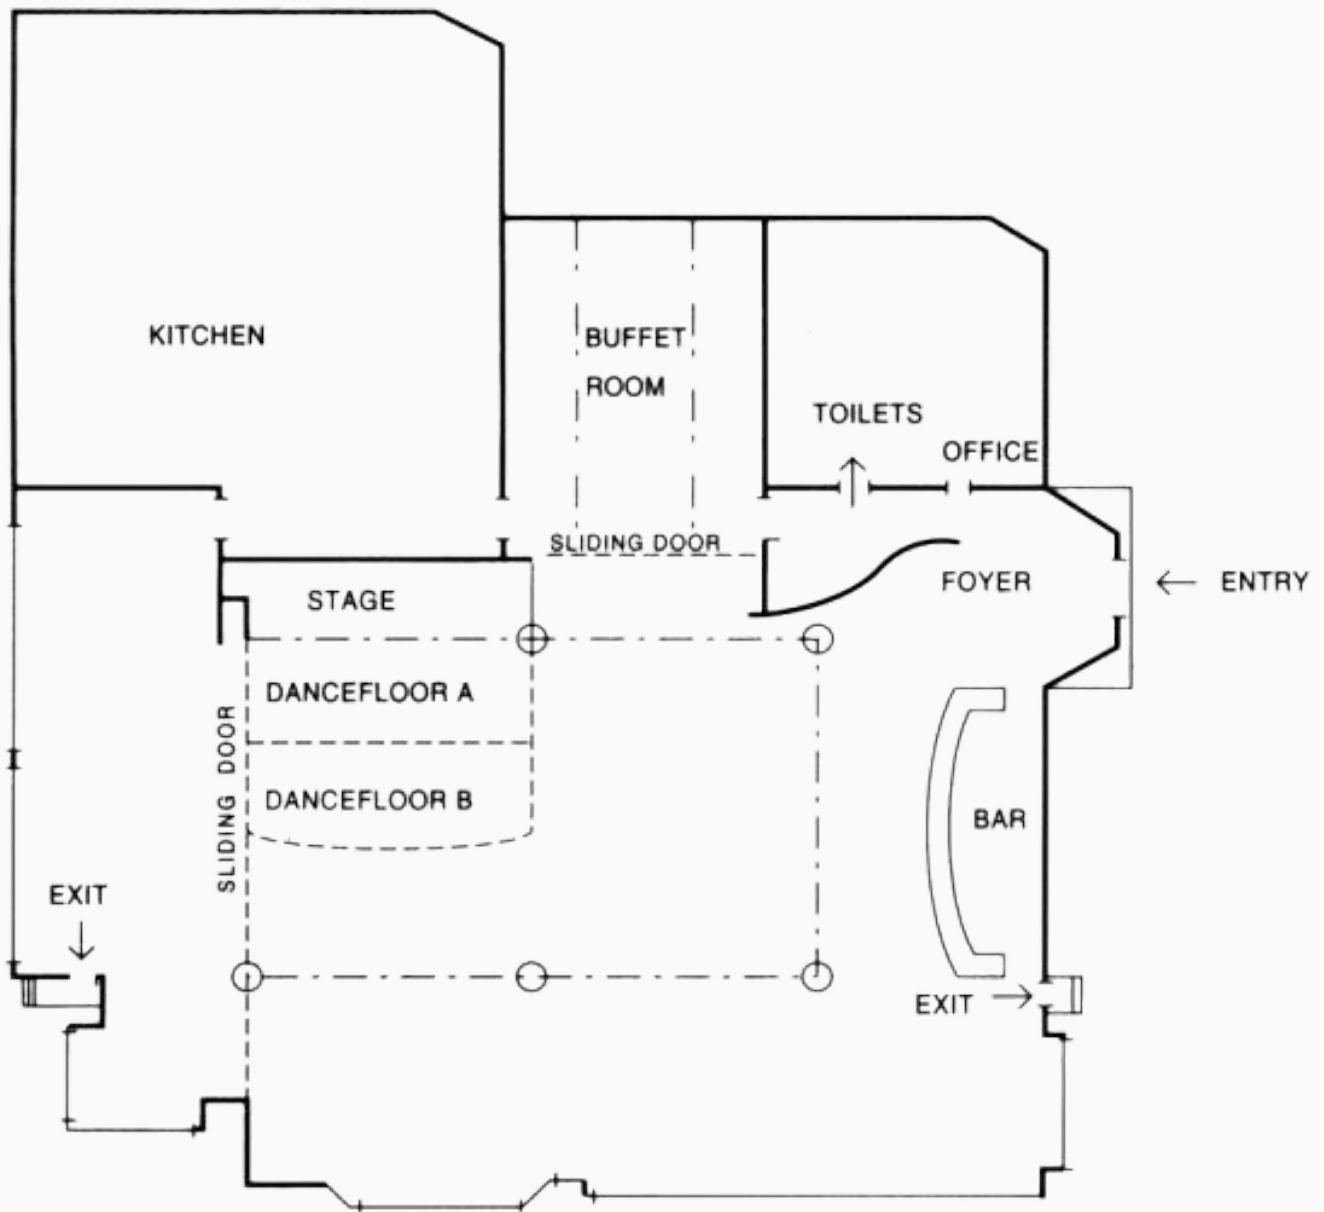 KITCHEN
BUFFET
ROOM
TOILETS
OFFICE
SLIDING DOOR
FOYER
ENTRY
STAGE
DANCEFLOOR A
SLIDING DOOR
DANCEFLOOR B
BAR
EXIT
EXIT